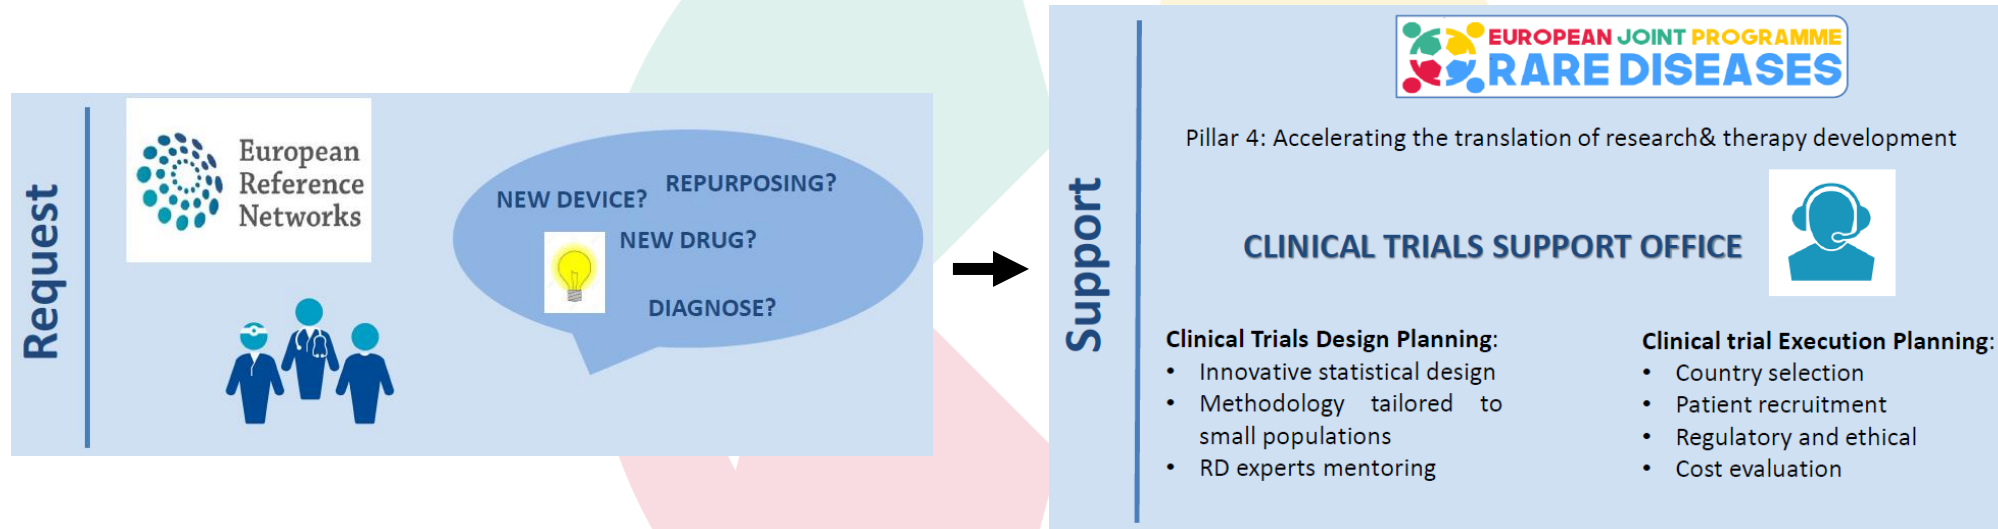 Request
European
Reference
Networks
NEW DEVICE?
REPURPOSING?
NEW DRUG?
DIAGNOSE?
Support
EUROPEAN JOINT PROGRAMME
RARE DISEASES
Pillar 4: Accelerating the translation of research& therapy development
CLINICAL TRIALS SUPPORT OFFICE
Clinical Trials Design Planning:
• Innovative statistical design
• Methodology tailored to
small populations
• RD experts mentoring
Clinical trial Execution Planning:
• Country selection
• Patient recruitment
• Regulatory and ethical
• Cost evaluation